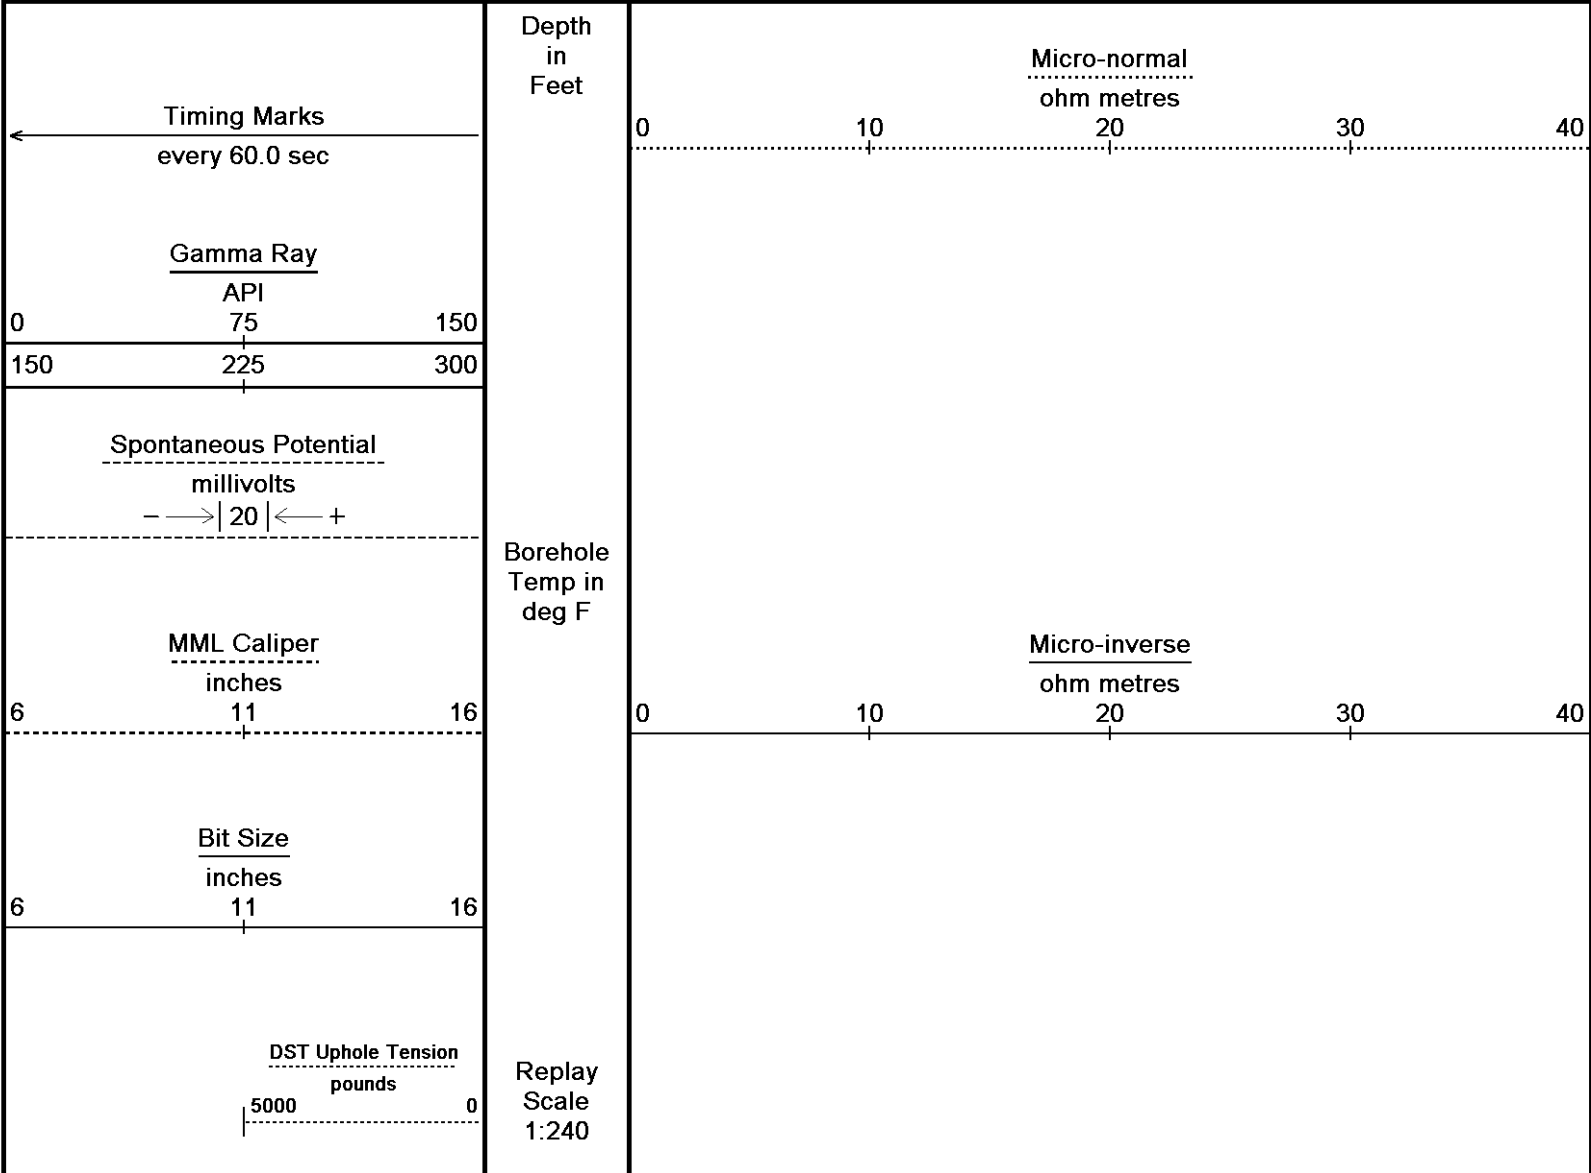 Timing Marks
every 60.0 sec
Gamma Ray
API
0 75 150
150 225 300
Spontaneous Potential
millivolts
− 20 +
MML Caliper
inches
6 11 16
Bit Size
inches
6 11 16
DST Uphole Tension
pounds
5000 0
Depth
in
Feet
Borehole
Temp in
deg F
Replay
Scale
1:240
Micro-normal
ohm metres
0 10 20 30 40
Micro-inverse
ohm metres
0 10 20 30 40